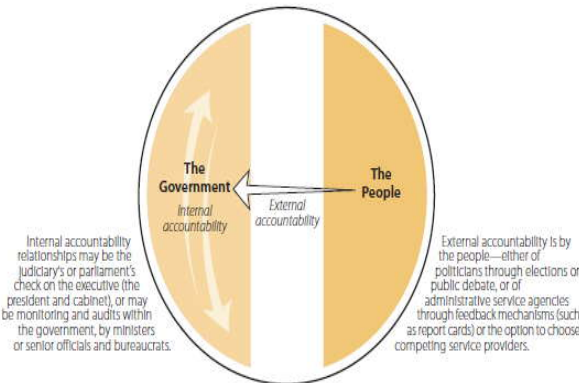 The
Government
Internal
accountability
External
accountability
The
People
Internal accountability
relationships may be the
judiciary's or parliament's
check on the executive (the
president and cabinet), or may
be monitoring and audits within
the government, by ministers
or senior officials and bureaucrats.
External accountability is by
the people—either of
politicians through elections or
public debate, or of
administrative service agencies
through feedback mechanisms (such
as report cards) or the option to choose
competing service providers.